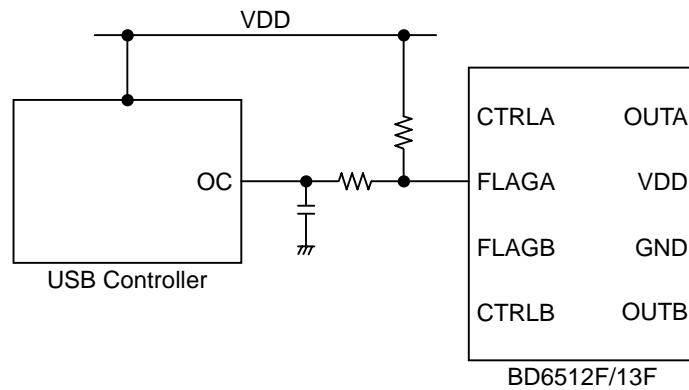 VDD
CTRLA OUTA
OC FLAGA VDD
FLAGB GND
USB Controller
CTRLB OUTB
BD6512F/13F